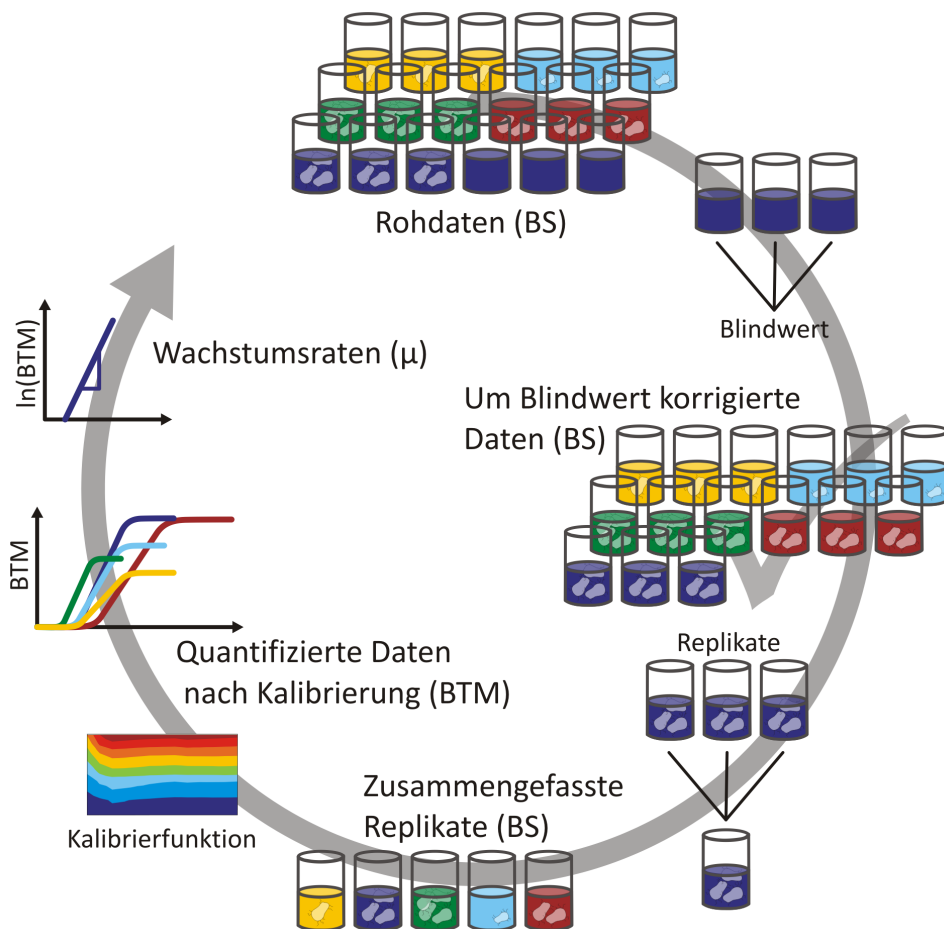 Rohdaten (BS)
Blindwert
Um Blindwert korrigierte
Daten (BS)
Replikate
Zusammengefasste
Replikate (BS)
Kalibrierfunktion
Quantifizierte Daten
nach Kalibrierung (BTM)
BTM
Wachstumsraten (µ)
ln(BTM)